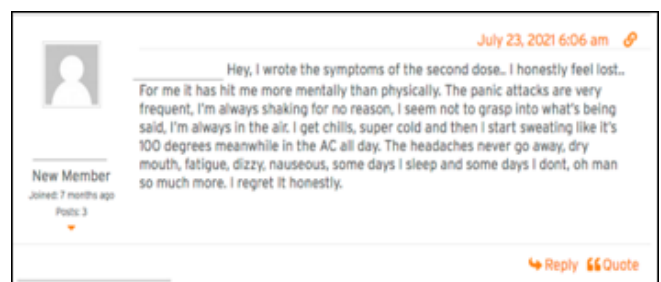 July 23, 2021 6:06 am
Hey, I wrote the symptoms of the second dose.. I honestly feel lost..
For me it has hit me more mentally than physically. The panic attacks are very
frequent, I'm always shaking for no reason, I seem not to grasp into what's being
said, I'm always in the air. I get chills, super cold and then I start sweating like it's
100 degrees meanwhile in the AC all day. The headaches never go away, dry
mouth, fatigue, dizzy, nauseous, some days I sleep and some days I dont, oh man
so much more. I regret it honestly.
New Member
Joined: 7 months ago
Posts: 3
Reply Quote